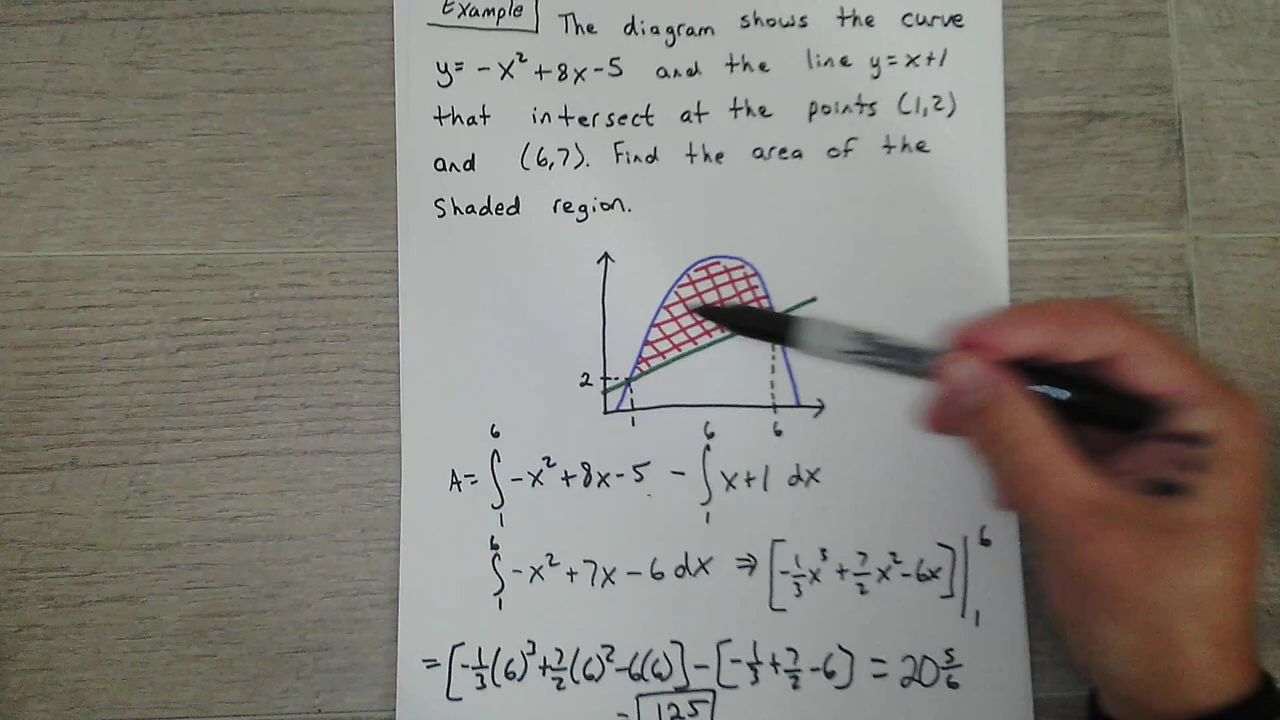 Example The diagram shows the curve
y = -x² + 8x - 5 and the line y = x+1
that intersect at the points (1,2)
and (6,7). Find the area of the
shaded region.
2
1 6
A = ∫₁⁶ -x² + 8x - 5 - ∫₁⁶ x+1 dx
∫₁⁶ -x² + 7x - 6 dx ⇒ [-1/3 x³ + 7/2 x² - 6x] |₁⁶
= [-1/3 (6)³ + 7/2 (6)² - 6(6)] - [-1/3 + 7/2 - 6] = 20 5/6
= 125